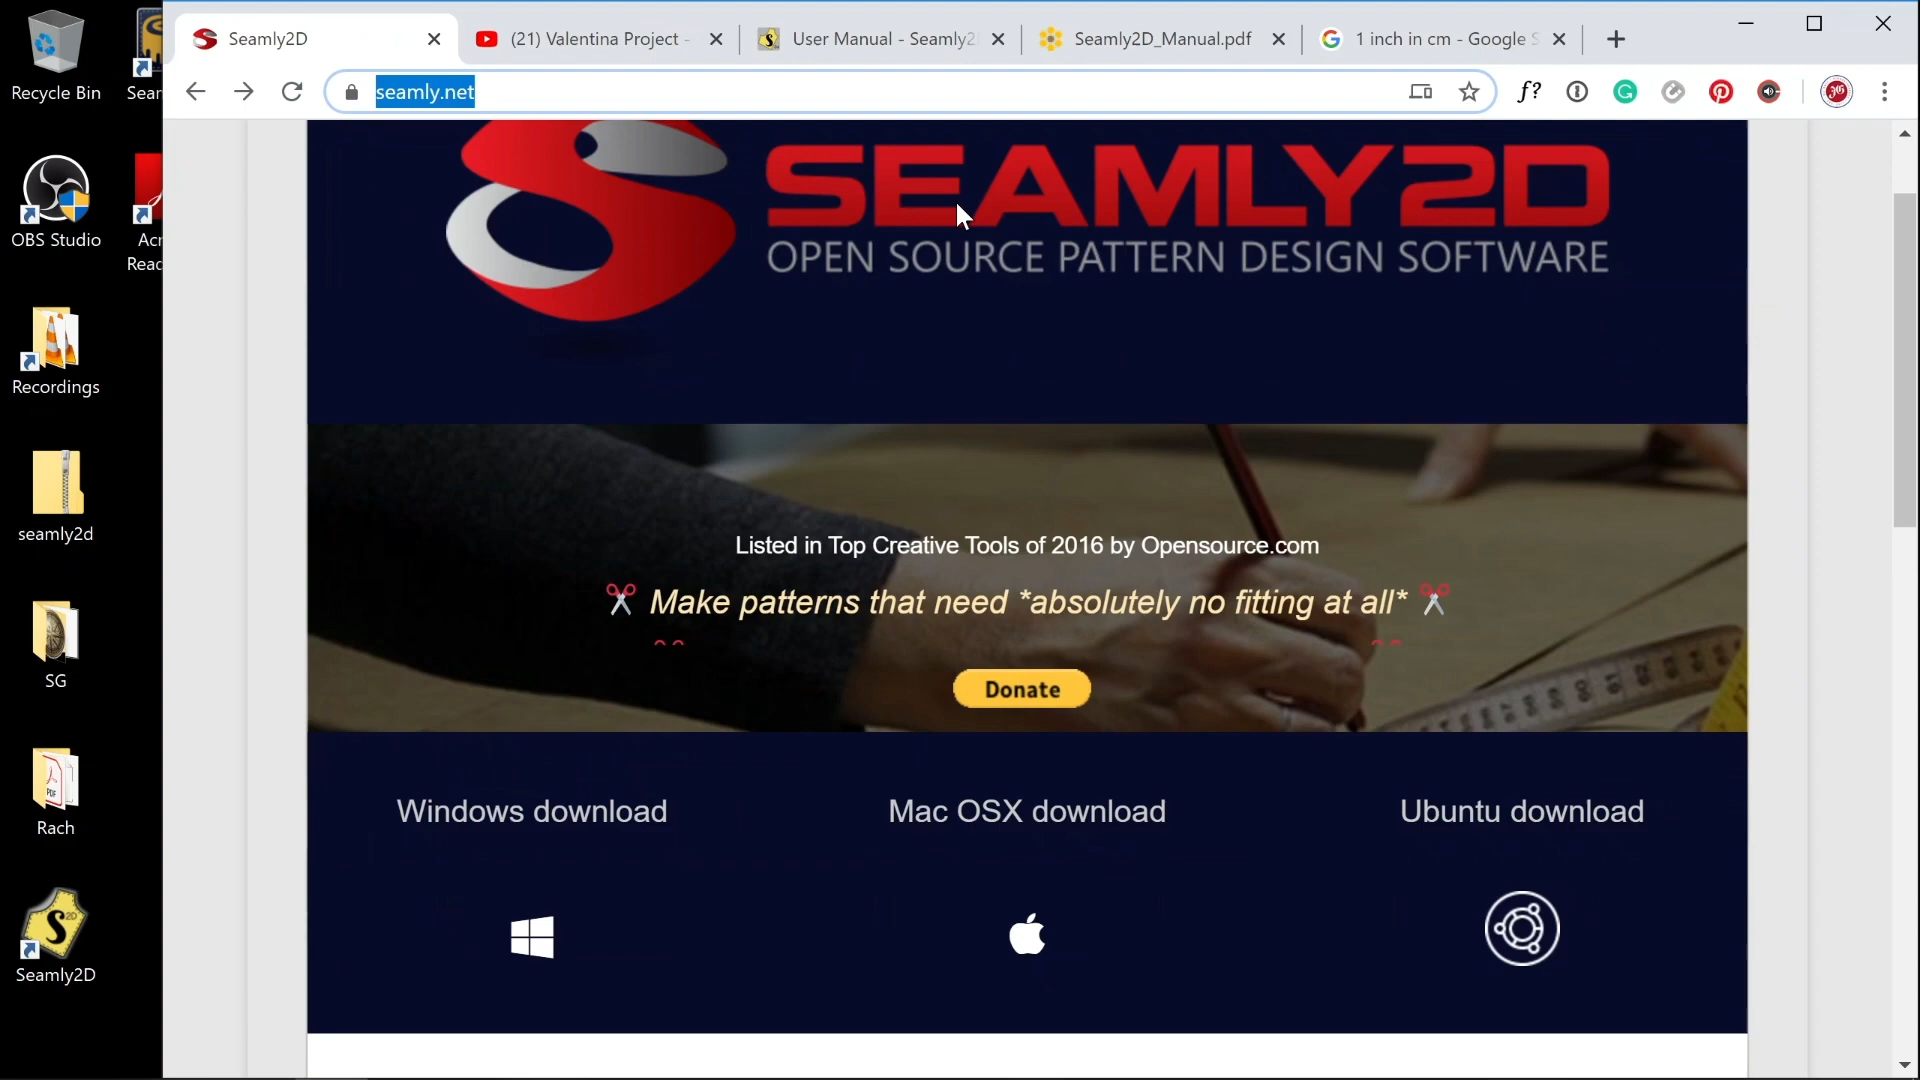 Seamly2D
(21) Valentina Project -
User Manual - Seamly2
Seamly2D_Manual.pdf
1 inch in cm - Google S
seamly.net
f?
Recycle Bin
Sear
OBS Studio
Acr
Read
Recordings
seamly2d
SG
Rach
Seamly2D
SEAMLY2D
OPEN SOURCE PATTERN DESIGN SOFTWARE
Listed in Top Creative Tools of 2016 by Opensource.com
Make patterns that need *absolutely no fitting at all*
Donate
Windows download
Mac OSX download
Ubuntu download